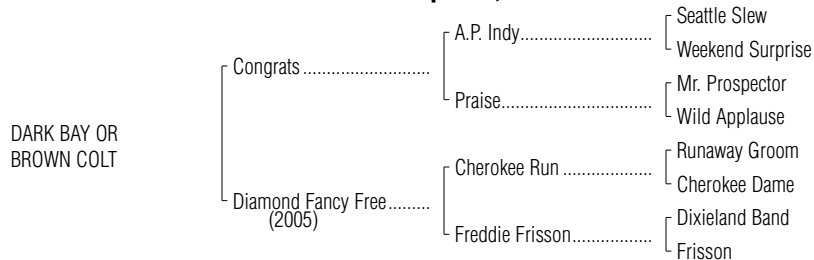 Seattle Slew
A.P. Indy..............................
Weekend Surprise
Congrats ...........................
Mr. Prospector
Praise................................
Wild Applause
DARK BAY OR
BROWN COLT
Runaway Groom
Cherokee Run ...................
Cherokee Dame
Diamond Fancy Free.........
(2005)
Dixieland Band
Freddie Frisson.................
Frisson